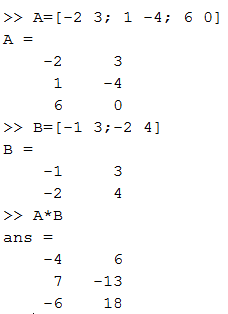 >> A=[-2 3; 1 -4; 6 0]
A =
-2 3
1 -4
6 0
>> B=[-1 3;-2 4]
B =
-1 3
-2 4
>> A*B
ans =
-4 6
7 -13
-6 18